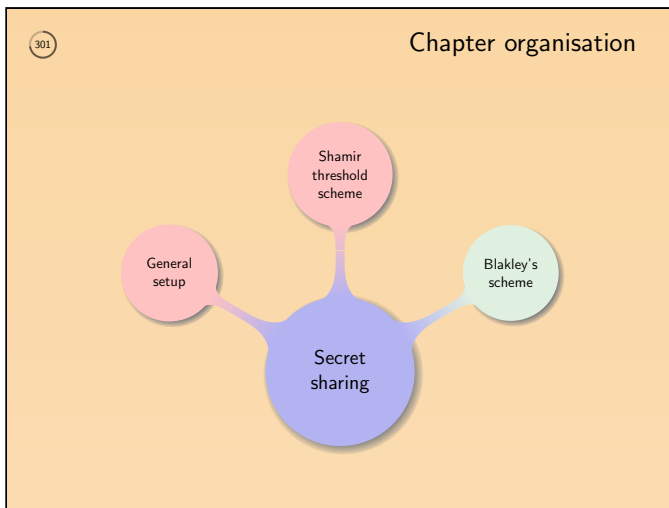 301
Chapter organisation
Shamir
threshold
scheme
General
setup
Blakley's
scheme
Secret
sharing